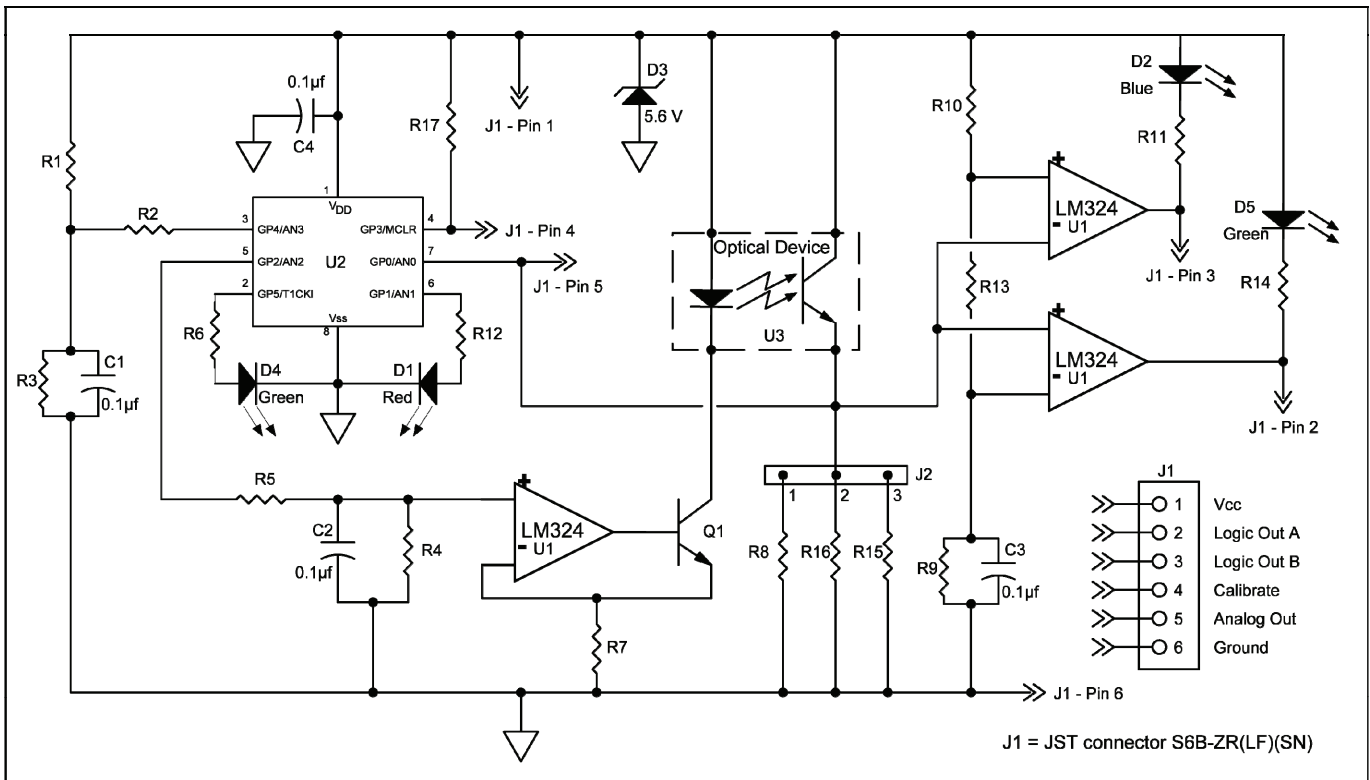 0.1µf
C4
R17
J1 - Pin 1
D3
5.6 V
R10
D2
Blue
R11
R1
R2
1
VDD
3
GP4/AN3
GP3/MCLR
4
J1 - Pin 4
5
GP2/AN2
U2
GP0/AN0
7
J1 - Pin 5
2
GP5/T1CKI
GP1/AN1
6
Vss
8
R6
R12
D4
Green
D1
Red
Optical Device
U3
+
LM324
U1
-
J1 - Pin 3
D5
Green
R14
R13
+
LM324
U1
-
J1 - Pin 2
R3
C1
0.1µf
R5
C2
0.1µf
R4
+
LM324
U1
-
Q1
R7
J2
1
2
3
R8
R16
R15
R9
C3
0.1µf
J1
1 Vcc
2 Logic Out A
3 Logic Out B
4 Calibrate
5 Analog Out
6 Ground
J1 - Pin 6
J1 = JST connector S6B-ZR(LF)(SN)